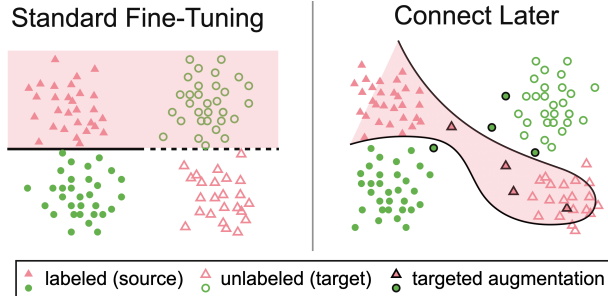 Standard Fine-Tuning
Connect Later
labeled (source)
unlabeled (target)
targeted augmentation